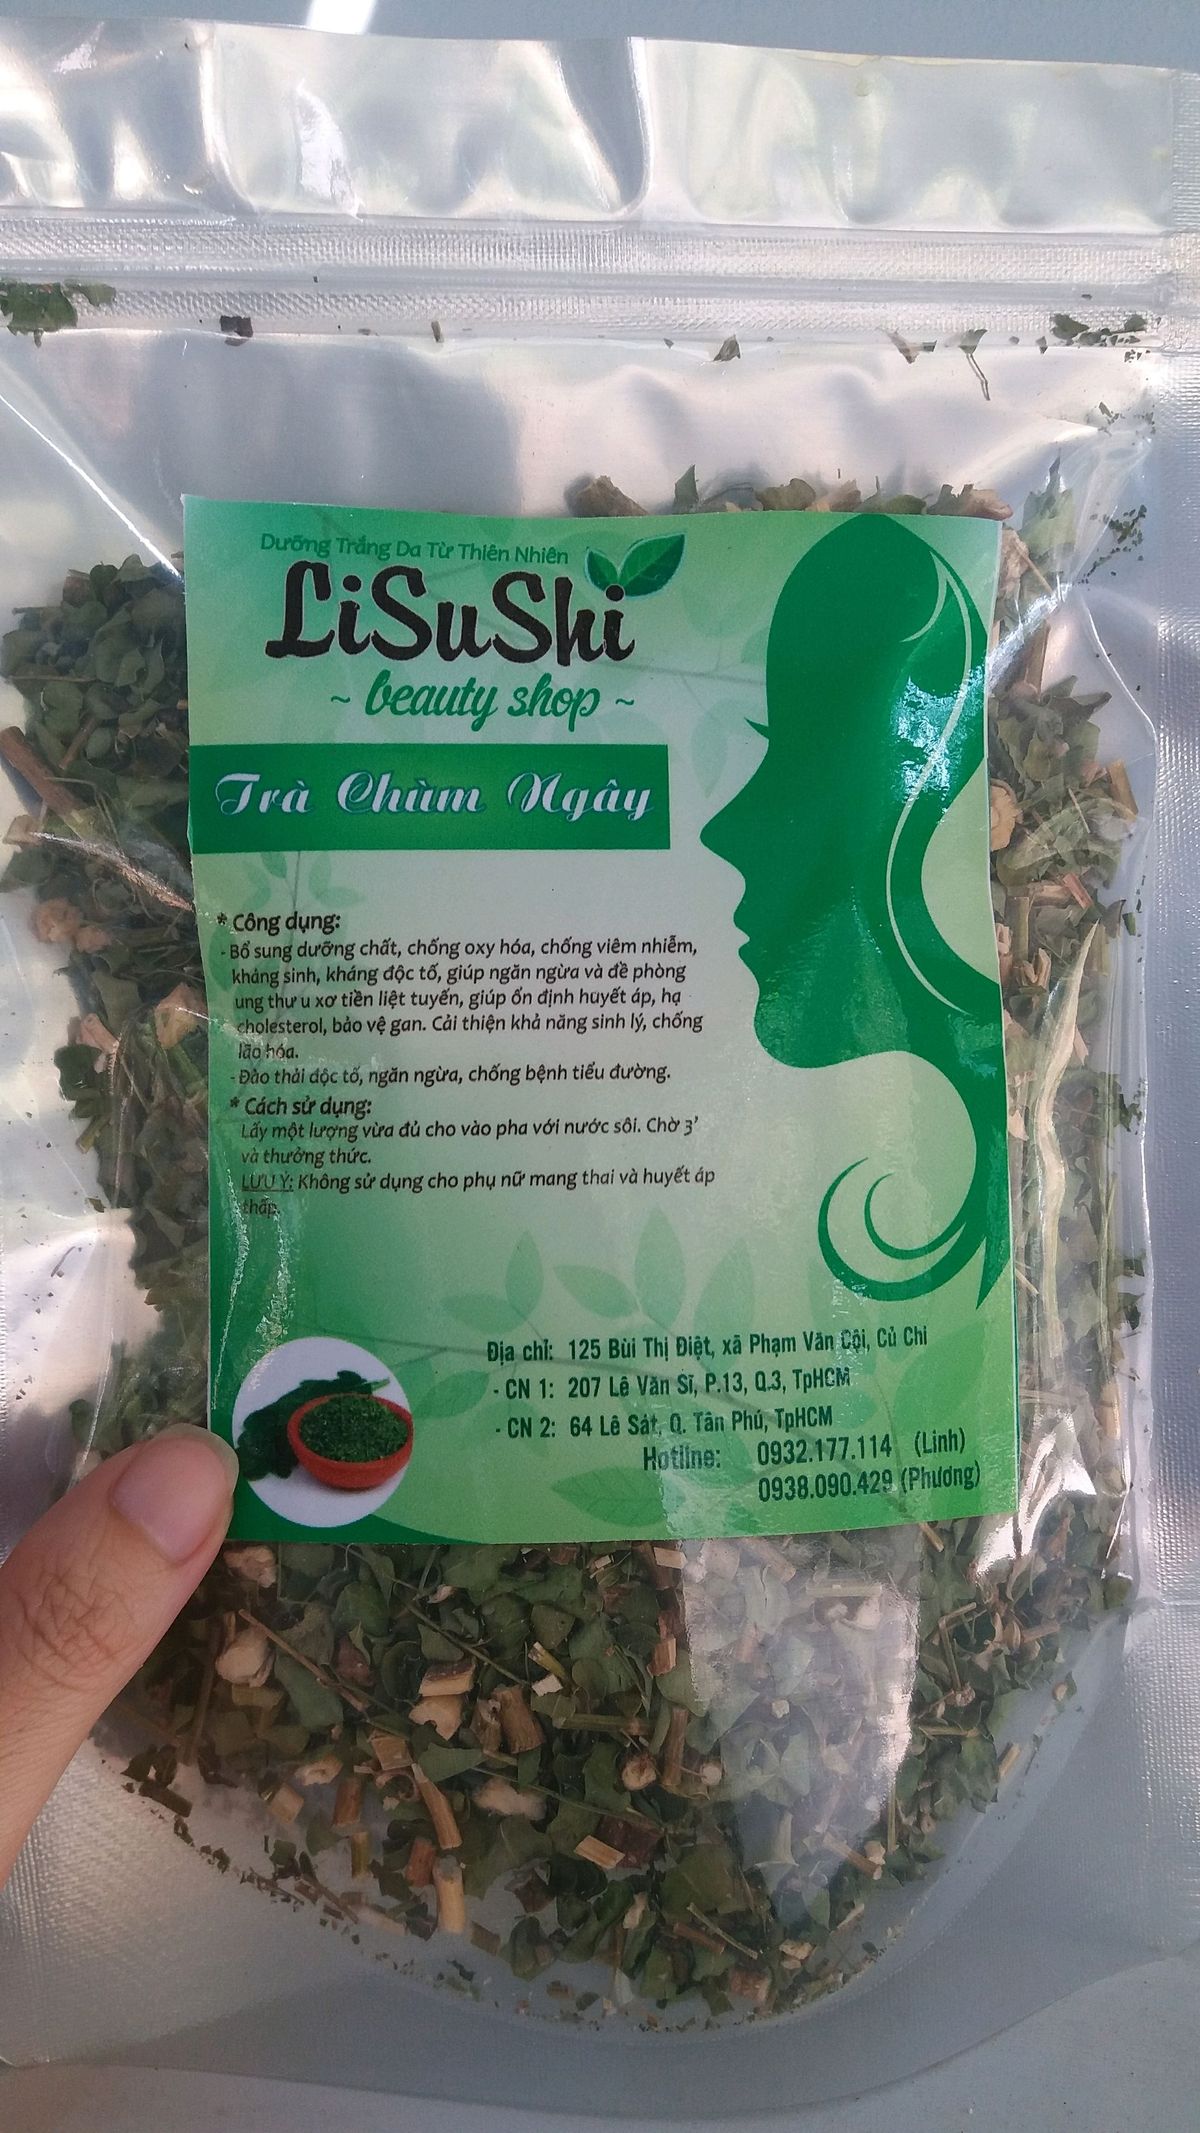 Dưỡng Trắng Da Từ Thiên Nhiên
LiSuShi
~ beauty shop ~
Trà Chùm Ngây
* Công dụng:
- Bổ sung dưỡng chất, chống oxy hóa, chống viêm nhiễm,
kháng sinh, kháng độc tố, giúp ngăn ngừa và đề phòng
ung thư u xơ tiền liệt tuyến, giúp ổn định huyết áp, hạ
cholesterol, bảo vệ gan. Cải thiện khả năng sinh lý, chống
lão hóa.
- Đào thải độc tố, ngăn ngừa, chống bệnh tiểu đường.
* Cách sử dụng:
Lấy một lượng vừa đủ cho vào pha với nước sôi. Chờ 3'
và thưởng thức.
LƯU Ý: Không sử dụng cho phụ nữ mang thai và huyết áp
thấp.
Địa chỉ: 125 Bùi Thị Điệt, xã Phạm Văn Cội, Củ Chi
- CN 1: 207 Lê Văn Sĩ, P.13, Q.3, TpHCM
- CN 2: 64 Lê Sát, Q. Tân Phú, TpHCM
Hotline: 0932.177.114 (Linh)
0938.090.429 (Phương)